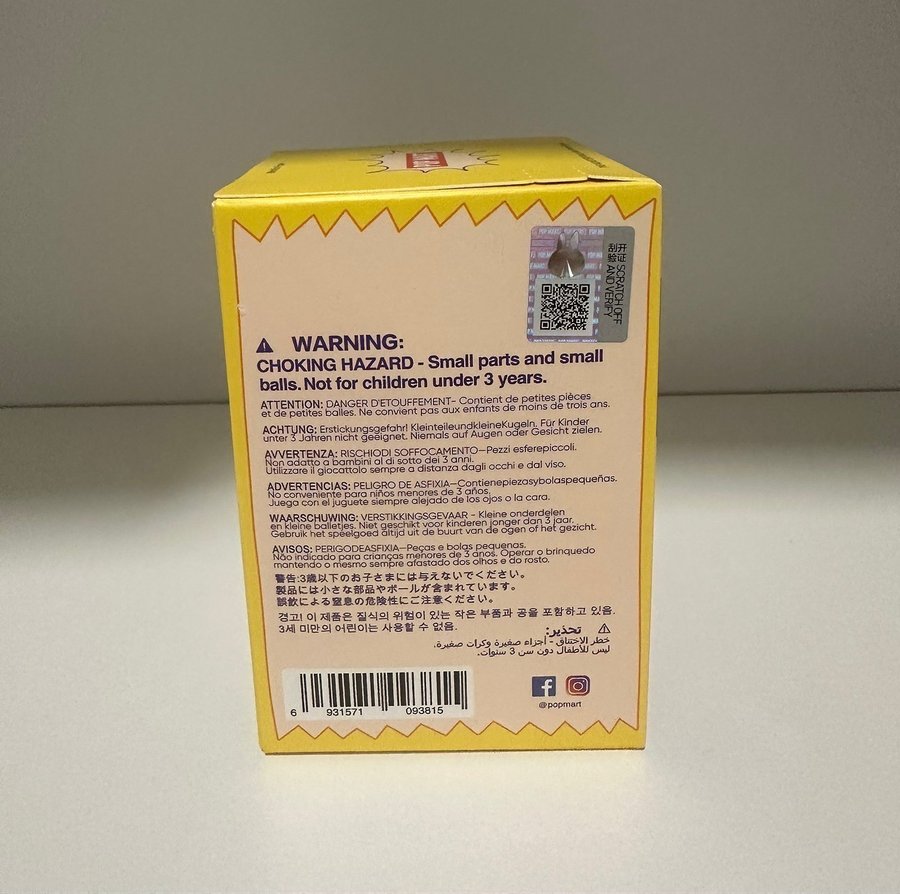 POP MART
开 SCRATCH OFF
刮 证
验 AND VERIFY
WARNING:
CHOKING HAZARD - Small parts and small
balls. Not for children under 3 years.
ATTENTION: DANGER D'ETOUFFEMENT- Contient de petites pièces
et de petites balles. Ne convient pas aux enfants de moins de trois ans.
ACHTUNG: Erstickungsgefahr! KleinteileundkleineKugeln. Für Kinder
unter 3 Jahren nicht geeignet. Niemals auf Augen oder Gesicht zielen.
AVVERTENZA: RISCHIODI SOFFOCAMENTO—Pezzi esferepiccoli.
Non adatto a bambini al di sotto dei 3 anni.
Utilizzare il giocattolo sempre a distanza dagli occhi e dal viso.
ADVERTENCIAS: PELIGRO DE ASFIXIA—Contienepiezasybolaspequeñas.
No conveniente para niños menores de 3 años.
Juega con el juguete siempre alejado de los ojos o la cara.
WAARSCHUWING: VERSTIKKINGSGEVAAR - Kleine onderdelen
en kleine balletjes. Niet geschikt voor kinderen jonger dan 3 jaar.
Gebruik het speelgoed altijd uit de buurt van de ogen of het gezicht.
AVISOS: PERIGODEASFIXIA—Peças e bolas pequenas.
Não indicado para crianças menores de 3 anos. Operar o brinquedo
mantendo o mesmo sempre afastado dos olhos e do rosto.
警告:3歳以下のお子さまには与えないでください。
製品には小さな部品やボールが含まれています。
誤飲による窒息の危険性にご注意ください。
경고! 이 제품은 질식의 위험이 있는 작은 부품과 공을 포함하고 있음.
3세 미만의 어린이는 사용할 수 없음.
تحذير:
خطر الاختناق - أجزاء صغيرة وكرات صغيرة.
ليس للأطفال دون سن 3 سنوات.
6 931571 093815
@popmart